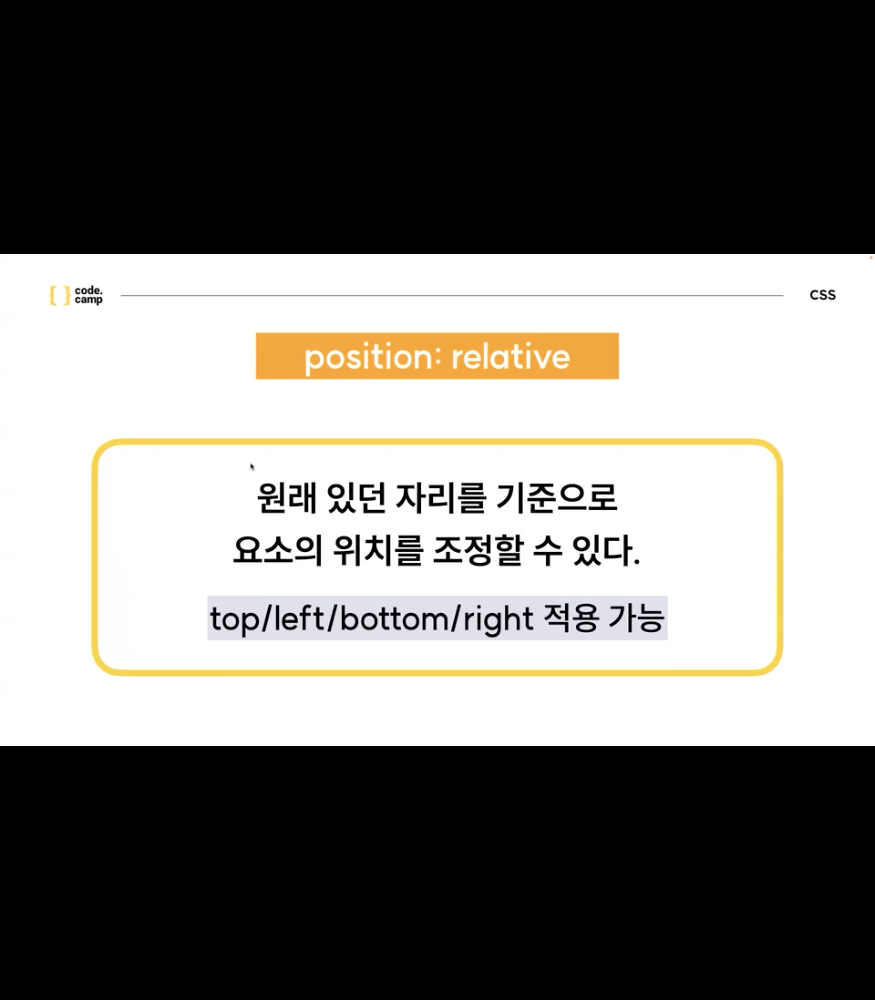 code.
camp
CSS
position: relative
원래 있던 자리를 기준으로
요소의 위치를 조정할 수 있다.
top/left/bottom/right 적용 가능